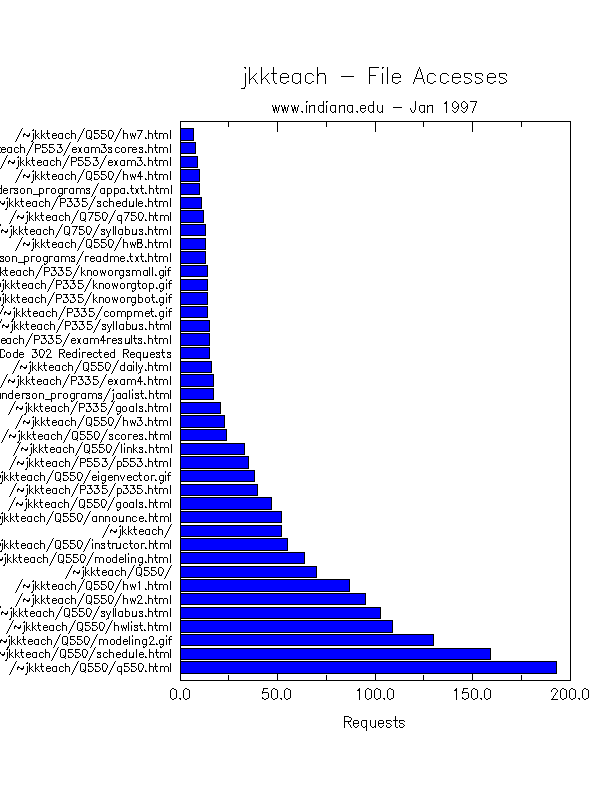 jkkteach - File Accesses
www.indiana.edu - Jan 1997
/~jkkteach/Q550/hw7.html
each/P553/exam3scores.html
/~jkkteach/P553/exam3.html
/~jkkteach/Q550/hw4.html
derson_programs/appa.txt.html
~jkkteach/P335/schedule.html
/~jkkteach/Q750/q750.html
/~jkkteach/Q750/syllabus.html
/~jkkteach/Q550/hw8.html
son_programs/readme.txt.html
kteach/P335/knoworgsmall.gif
jkkteach/P335/knoworgtop.gif
jkkteach/P335/knoworgbot.gif
/~jkkteach/P335/compmet.gif
/~jkkteach/P335/syllabus.html
each/P335/exam4results.html
Code 302 Redirected Requests
/~jkkteach/Q550/daily.html
/~jkkteach/P335/exam4.html
nderson_programs/jaalist.html
/~jkkteach/P335/goals.html
/~jkkteach/Q550/hw3.html
/~jkkteach/Q550/scores.html
/~jkkteach/Q550/links.html
/~jkkteach/P553/p553.html
jkkteach/Q550/eigenvector.gif
/~jkkteach/P335/p335.html
/~jkkteach/Q550/goals.html
jkkteach/Q550/announce.html
/~jkkteach/
jkkteach/Q550/instructor.html
~jkkteach/Q550/modeling.html
/~jkkteach/Q550/
/~jkkteach/Q550/hw1.html
/~jkkteach/Q550/hw2.html
/~jkkteach/Q550/syllabus.html
/~jkkteach/Q550/hwlist.html
~jkkteach/Q550/modeling2.gif
~jkkteach/Q550/schedule.html
/~jkkteach/Q550/q550.html
0.0 50.0 100.0 150.0 200.0
Requests